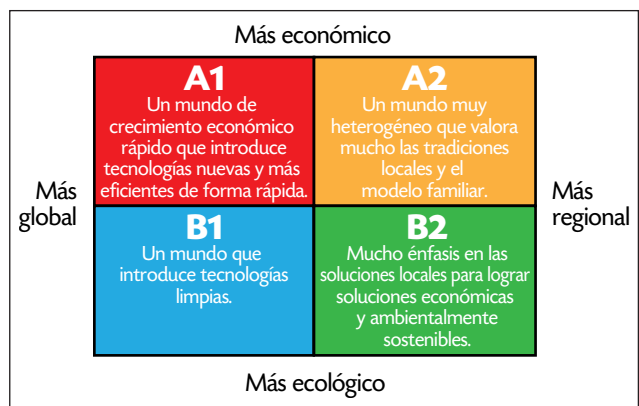 Más económico
A1
Un mundo de
crecimiento económico
rápido que introduce
tecnologías nuevas y más
eficientes de forma rápida.
A2
Un mundo muy
heterogéneo que valora
mucho las tradiciones
locales y el
modelo familiar.
Más
global
Más
regional
B1
Un mundo que
introduce tecnologías
limpias.
B2
Mucho énfasis en las
soluciones locales para lograr
soluciones económicas
y ambientalmente
sostenibles.
Más ecológico